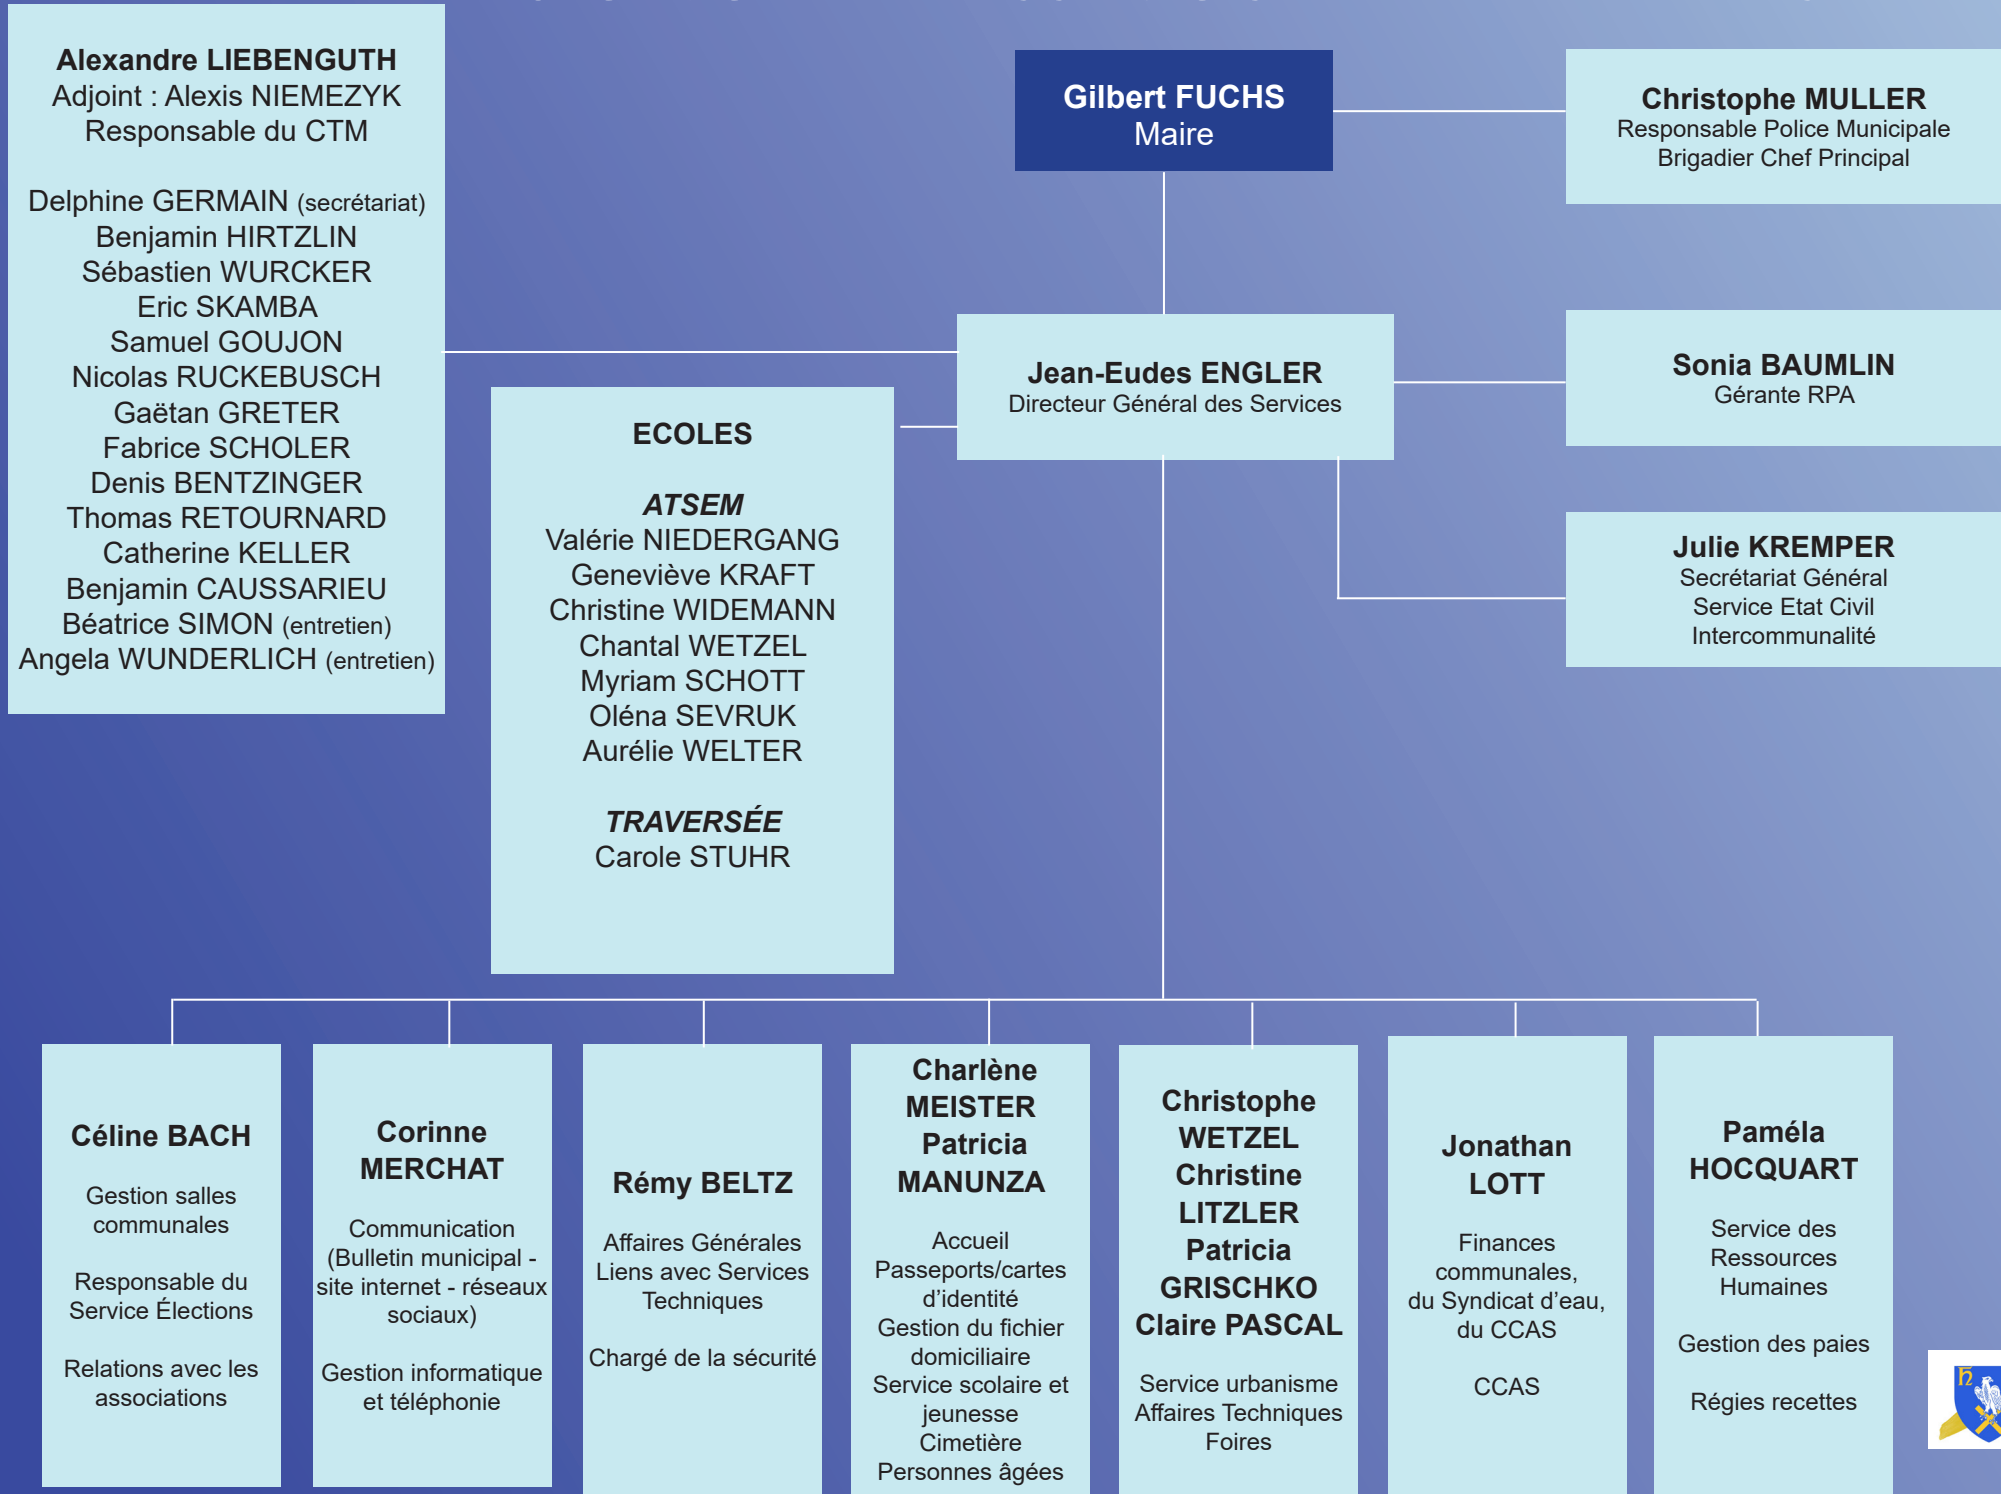 Alexandre LIEBENGUTH
Adjoint : Alexis NIEMEZYK
Responsable du CTM
Delphine GERMAIN (secrétariat)
Benjamin HIRTZLIN
Sébastien WURCKER
Eric SKAMBA
Samuel GOUJON
Nicolas RUCKEBUSCH
Gaëtan GRETER
Fabrice SCHOLER
Denis BENTZINGER
Thomas RETOURNARD
Catherine KELLER
Benjamin CAUSSARIEU
Béatrice SIMON (entretien)
Angela WUNDERLICH (entretien)
Gilbert FUCHS
Maire
Christophe MULLER
Responsable Police Municipale
Brigadier Chef Principal
Jean-Eudes ENGLER
Directeur Général des Services
Sonia BAUMLIN
Gérante RPA
Julie KREMPER
Secrétariat Général
Service Etat Civil
Intercommunalité
ECOLES
ATSEM
Valérie NIEDERGANG
Geneviève KRAFT
Christine WIDEMANN
Chantal WETZEL
Myriam SCHOTT
Oléna SEVRUK
Aurélie WELTER
TRAVERSÉE
Carole STUHR
Céline BACH
Gestion salles
communales
Responsable du
Service Élections
Relations avec les
associations
Corinne
MERCHAT
Communication
(Bulletin municipal -
site internet - réseaux
sociaux)
Gestion informatique
et téléphonie
Rémy BELTZ
Affaires Générales
Liens avec Services
Techniques
Chargé de la sécurité
Charlène
MEISTER
Patricia
MANUNZA
Accueil
Passeports/cartes
d'identité
Gestion du fichier
domiciliaire
Service scolaire et
jeunesse
Cimetière
Personnes âgées
Christophe
WETZEL
Christine
LITZLER
Patricia
GRISCHKO
Claire PASCAL
Service urbanisme
Affaires Techniques
Foires
Jonathan
LOTT
Finances
communales,
du Syndicat d'eau,
du CCAS
CCAS
Paméla
HOCQUART
Service des
Ressources
Humaines
Gestion des paies
Régies recettes